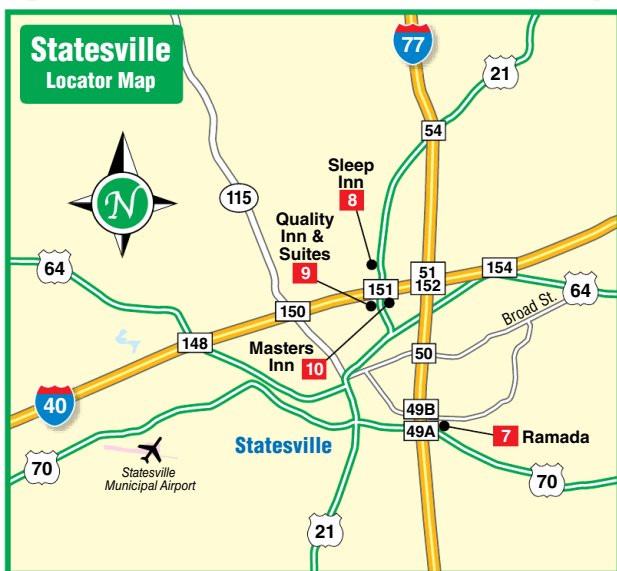 Statesville
Locator Map
77
21
54
Sleep
Inn
8
115
N
Quality
Inn &
Suites
9
64
151
51
152
154
64
150
Broad St.
148
Masters
Inn
10
50
40
49B
49A
7 Ramada
Statesville
70
Statesville
Municipal Airport
70
21